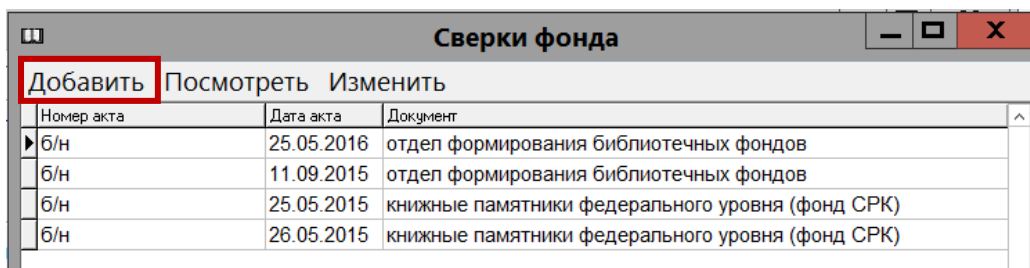 Сверки фонда
Добавить Посмотреть Изменить
Номер акта Дата акта Документ
б/н 25.05.2016 отдел формирования библиотечных фондов
б/н 11.09.2015 отдел формирования библиотечных фондов
б/н 25.05.2015 книжные памятники федерального уровня (фонд СРК)
б/н 26.05.2015 книжные памятники федерального уровня (фонд СРК)